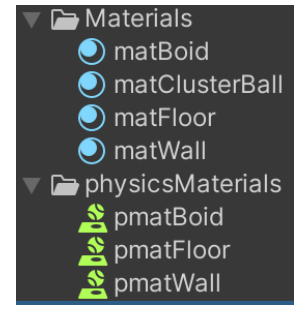 Materials
matBoid
matClusterBall
matFloor
matWall
physicsMaterials
pmatBoid
pmatFloor
pmatWall